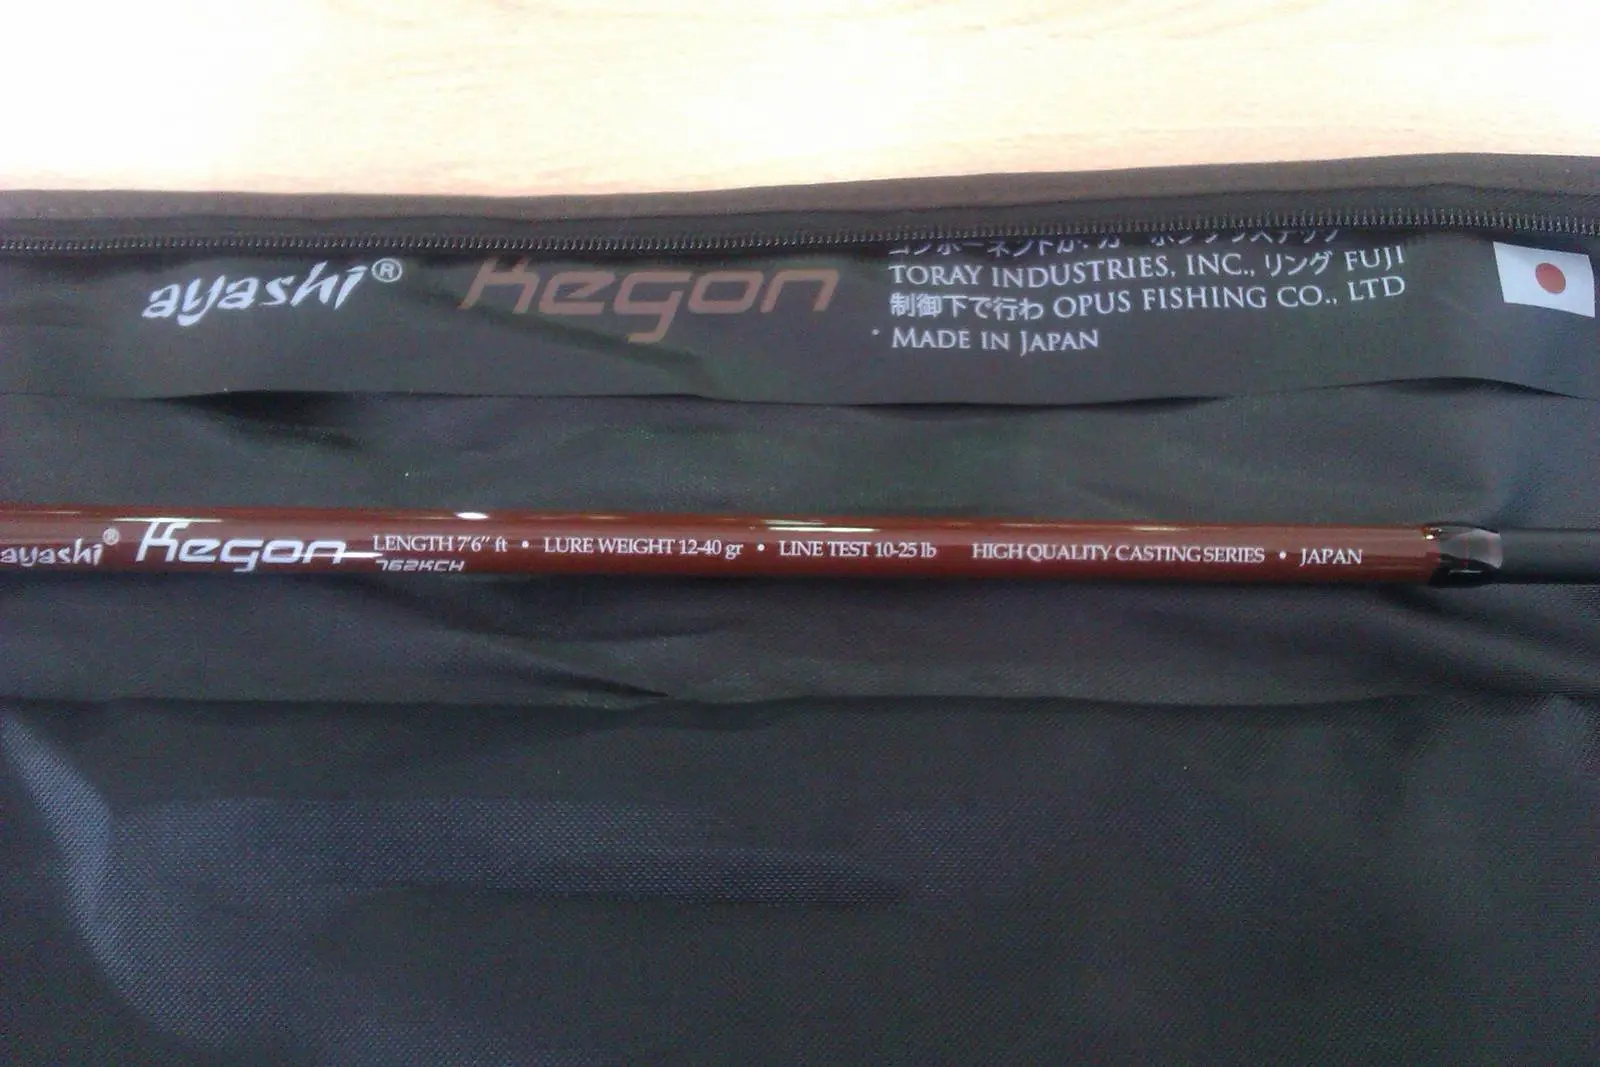 ayashi® Kegon
TORAY INDUSTRIES, INC., リング FUJI
制御下で行わ OPUS FISHING CO., LTD
MADE IN JAPAN
ayashi® Kegon LENGTH 7'6" ft • LURE WEIGHT 12-40 gr • LINE TEST 10-25 lb HIGH QUALITY CASTING SERIES • JAPAN
762KCH